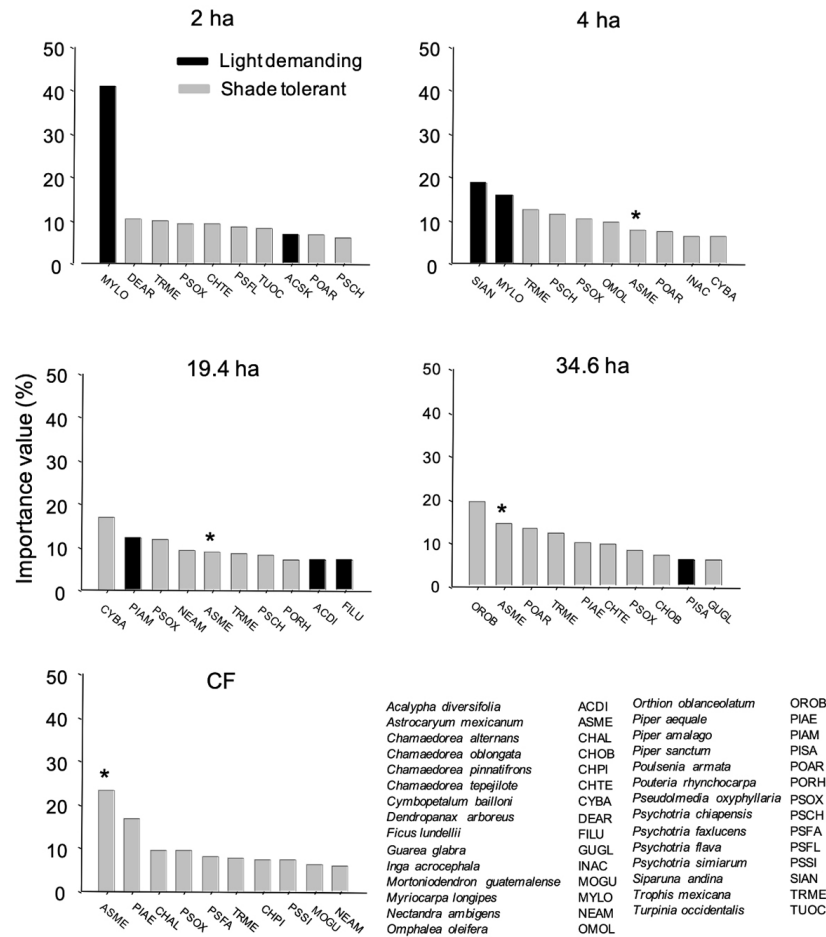 2 ha
50
40
30
20
10
0
Light demanding
Shade tolerant
MYLO DEAR TRME PSOX CHTE PSFL TUOC ACSK POAR PSCH
4 ha
50
40
30
20
10
0
*
SIAN MYLO TRME PSCH PSOX OMOL ASME POAR INAC CYBA
Importance value (%)
19.4 ha
50
40
30
20
10
0
*
CYBA PIAM PSOX NEAM ASME TRME PSCH PORH ACDI FILU
34.6 ha
50
40
30
20
10
0
*
OROB ASME POAR TRME PIAE CHTE PSOX CHOB PISA GUGL
CF
50
40
30
20
10
0
*
ASME PIAE CHAL PSOX PSFA TRME CHPI PSSI MOGU NEAM
Acalypha diversifolia ACDI
Astrocaryum mexicanum ASME
Chamaedorea alternans CHAL
Chamaedorea oblongata CHOB
Chamaedorea pinnatifrons CHPI
Chamaedorea tepejilote CHTE
Cymbopetalum bailloni CYBA
Dendropanax arboreus DEAR
Ficus lundellii FILU
Guarea glabra GUGL
Inga acrocephala INAC
Mortoniodendron guatemalense MOGU
Myriocarpa longipes MYLO
Nectandra ambigens NEAM
Omphalea oleifera OMOL
Orthion oblanceolatum OROB
Piper aequale PIAE
Piper amalago PIAM
Piper sanctum PISA
Poulsenia armata POAR
Pouteria rhynchocarpa PORH
Pseudolmedia oxyphyllaria PSOX
Psychotria chiapensis PSCH
Psychotria faxlucens PSFA
Psychotria flava PSFL
Psychotria simiarum PSSI
Siparuna andina SIAN
Trophis mexicana TRME
Turpinia occidentalis TUOC